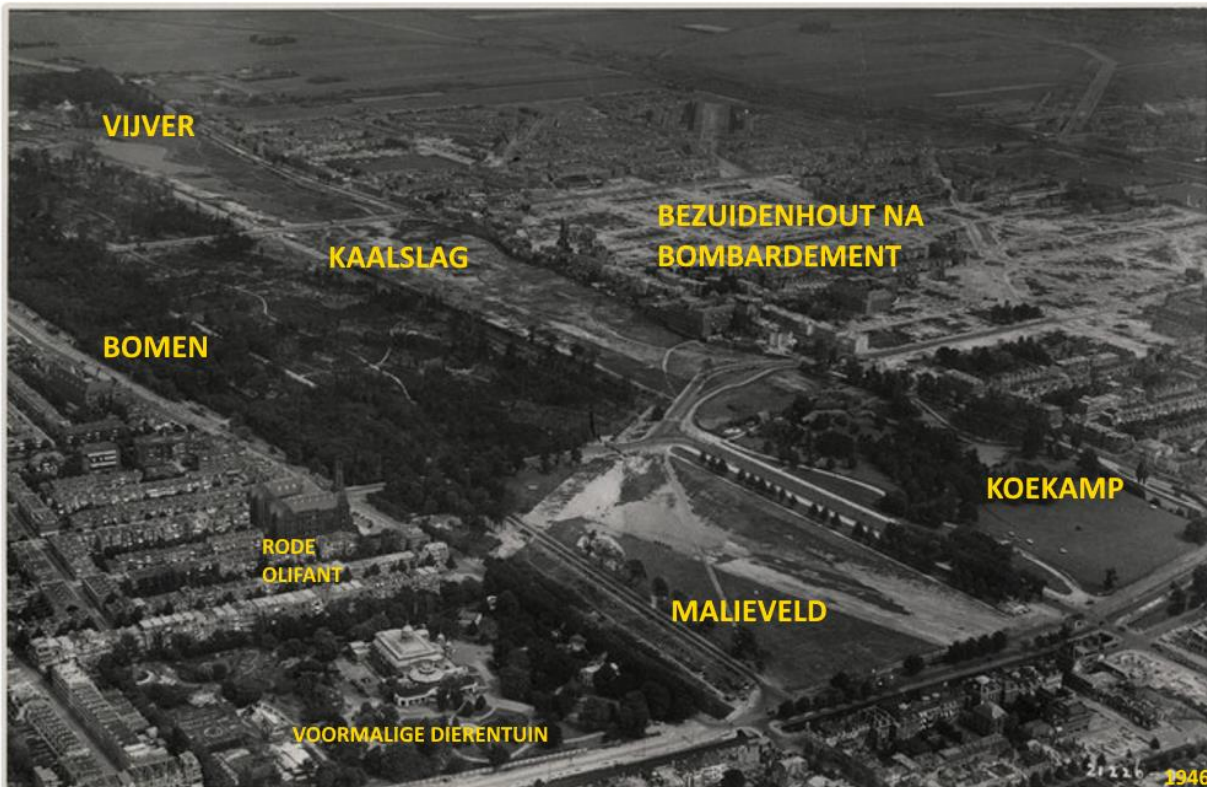 VIJVER
BEZUIDENHOUT NA
BOMBARDEMENT
KAALSLAG
BOMEN
KOEKAMP
RODE
OLIFANT
MALIEVELD
VOORMALIGE DIERENTUIN
21226
1946